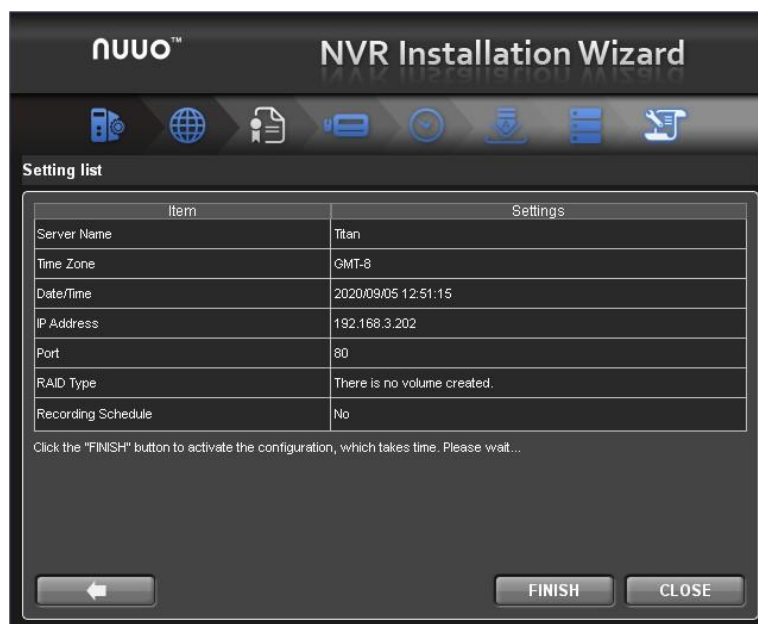 nuuo™ NVR Installation Wizard
Setting list
Item Settings
Server Name Titan
Time Zone GMT-8
Date/Time 2020/09/05 12:51:15
IP Address 192.168.3.202
Port 80
RAID Type There is no volume created.
Recording Schedule No
Click the "FINISH" button to activate the configuration, which takes time. Please wait...
FINISH CLOSE